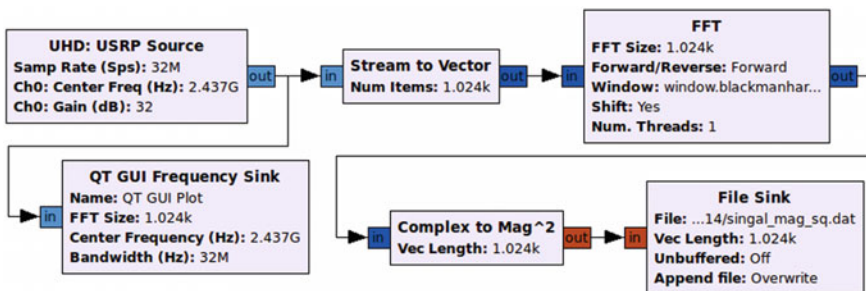 UHD: USRP Source
Samp Rate (Sps): 32M
Ch0: Center Freq (Hz): 2.437G
Ch0: Gain (dB): 32
out
in
Stream to Vector
Num Items: 1.024k
out
in
FFT
FFT Size: 1.024k
Forward/Reverse: Forward
Window: window.blackmanhar...
Shift: Yes
Num. Threads: 1
out
in
QT GUI Frequency Sink
Name: QT GUI Plot
FFT Size: 1.024k
Center Frequency (Hz): 2.437G
Bandwidth (Hz): 32M
in
Complex to Mag^2
Vec Length: 1.024k
out
in
File Sink
File: ...14/singal_mag_sq.dat
Vec Length: 1.024k
Unbuffered: Off
Append file: Overwrite